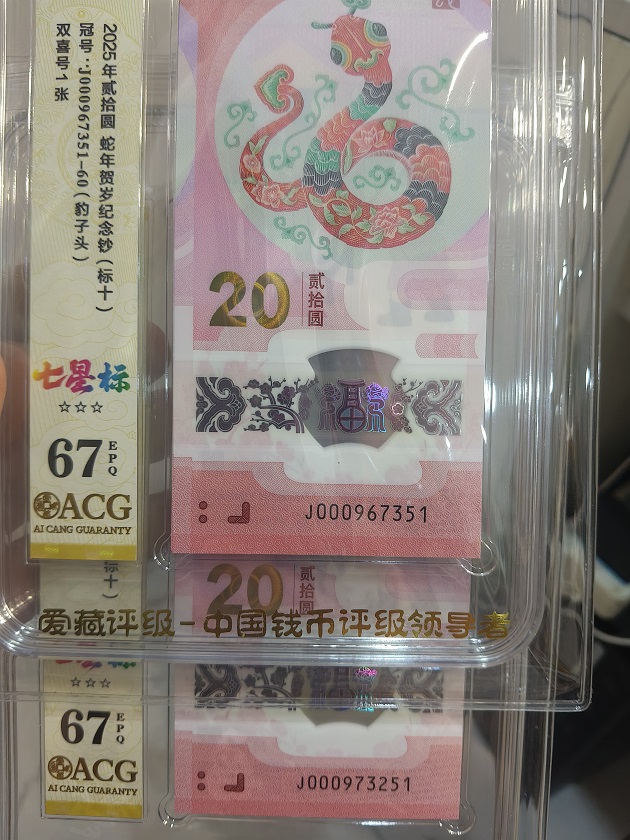 2025年贰拾圆 蛇年贺岁纪念钞（标十）
冠号：J000967351-60（豹子头）
双喜号1张
七星标
☆☆☆
67 EPQ
ACG
AI CANG GUARANTY
20 贰拾圆
福
J000967351
标十）
20 贰拾圆
爱藏评级-中国钱币评级领导者
☆☆☆
67 EPQ
ACG
AI CANG GUARANTY
J000973251